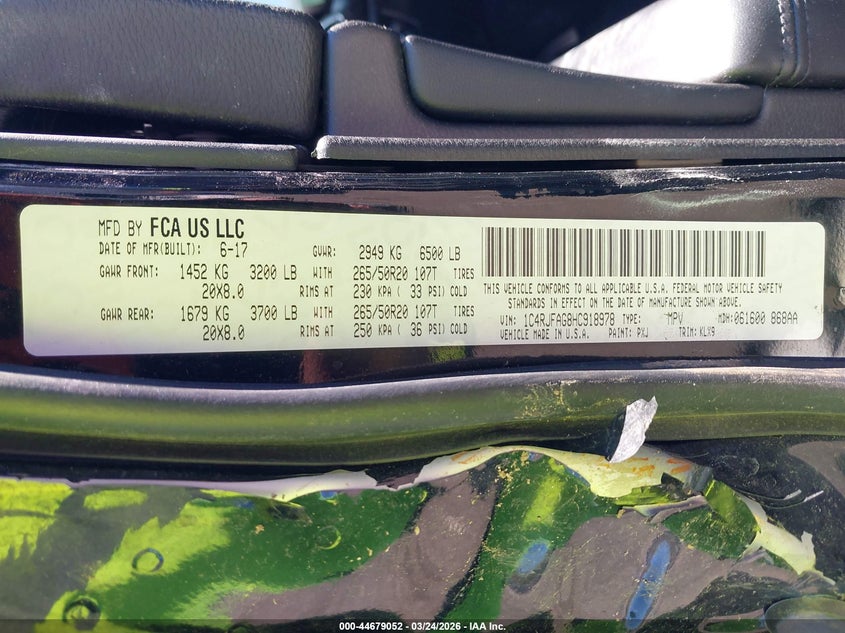 MFD BY FCA US LLC
DATE OF MFR(BUILT): 6-17 GVWR: 2949 KG 6500 LB
GAWR FRONT: 1452 KG 3200 LB WITH 265/50R20 107T TIRES
20X8.0 RIMS AT 230 KPA ( 33 PSI) COLD
GAWR REAR: 1679 KG 3700 LB WITH 265/50R20 107T TIRES
20X8.0 RIMS AT 250 KPA ( 36 PSI) COLD
THIS VEHICLE CONFORMS TO ALL APPLICABLE U.S.A. FEDERAL MOTOR VEHICLE SAFETY
STANDARDS IN EFFECT ON THE DATE OF MANUFACTURE SHOWN ABOVE.
VIN: 1C4RJFAG8HC918978 TYPE: MPV MDH: 061600 868AA
VEHICLE MADE IN U.S.A. PAINT: PXJ TRIM: KLX9
000-44679052 - 03/24/2026 - IAA Inc.